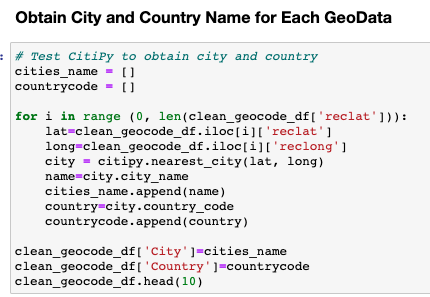 Obtain City and Country Name for Each GeoData
# Test CitiPy to obtain city and country
cities_name = []
countrycode = []
for i in range (0, len(clean_geocode_df['reclat'])):
    lat=clean_geocode_df.iloc[i]['reclat']
    long=clean_geocode_df.iloc[i]['reclong']
    city = citipy.nearest_city(lat, long)
    name=city.city_name
    cities_name.append(name)
    country=city.country_code
    countrycode.append(country)
clean_geocode_df['City']=cities_name
clean_geocode_df['Country']=countrycode
clean_geocode_df.head(10)